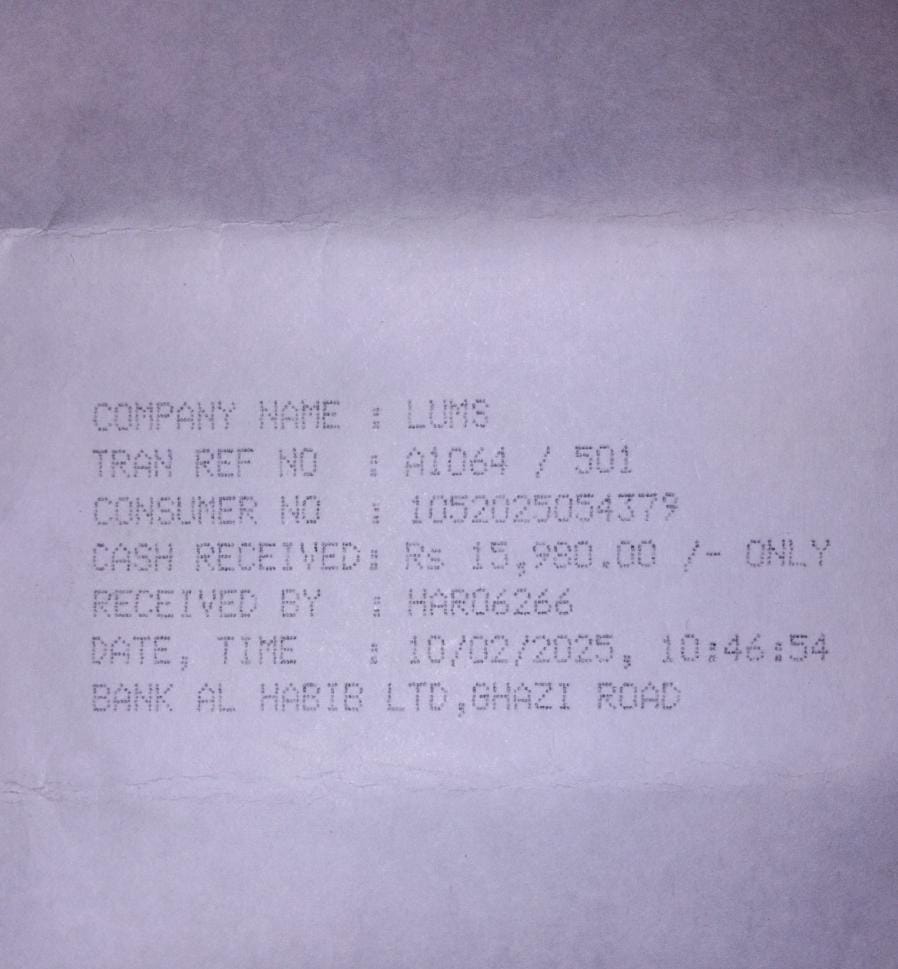 COMPANY NAME : LUMS
TRAN REF NO : A1064 / 501
CONSUMER NO : 1052025054379
CASH RECEIVED: Rs 15,980.00 /- ONLY
RECEIVED BY : HAR06266
DATE, TIME : 10/02/2025, 10:46:54
BANK AL HABIB LTD,GHAZI ROAD